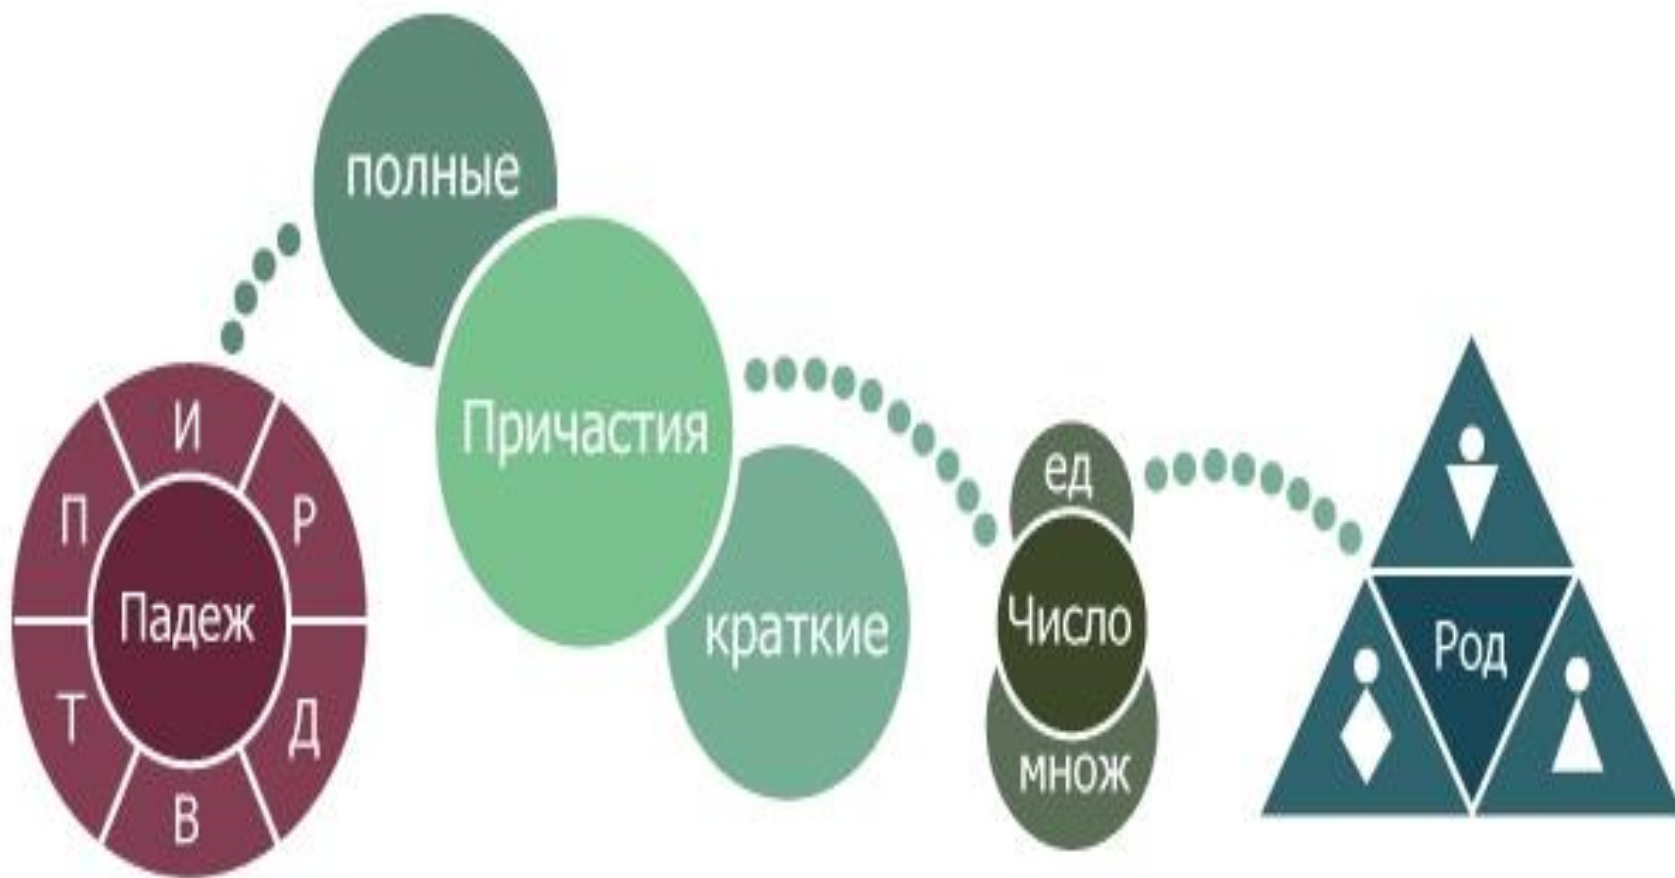 полные
Причастия
краткие
Падеж
И
Р
Д
В
Т
П
ед
Число
множ
Род